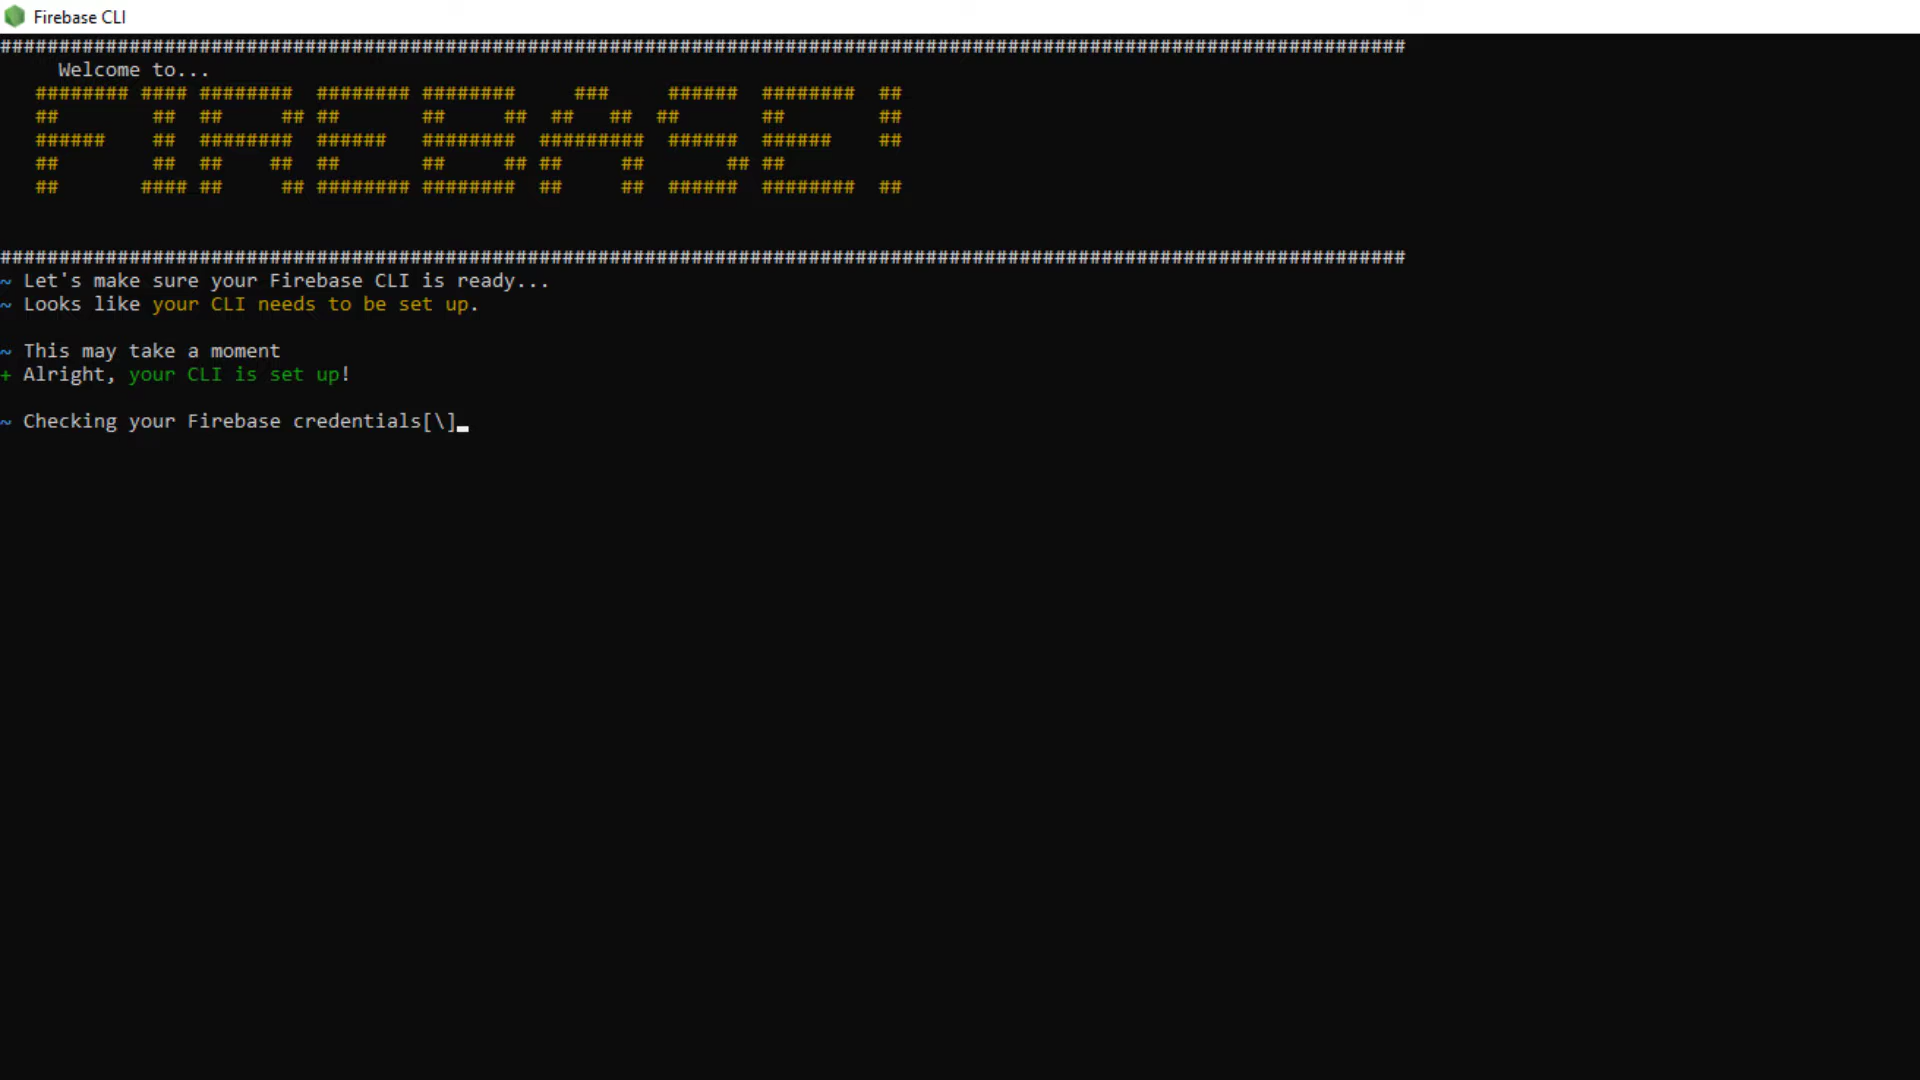 Firebase CLI
########################################################################################################################
     Welcome to...
   ######## #### ########  ######## ########     ###     ###### ########  ##
   ##        ##  ##     ## ##       ##      ##  ##   ##  ##       ##        ##
   ######    ##  ########  ######   ########  #########  ######  ######    ##
   ##        ##  ##    ##  ##       ##      ## ##     ##       ## ##
   ##       #### ##     ## ######## ########  ##     ##  ######  ########  ##
########################################################################################################################
~ Let's make sure your Firebase CLI is ready...
~ Looks like your CLI needs to be set up.
~ This may take a moment
+ Alright, your CLI is set up!
~ Checking your Firebase credentials[\]